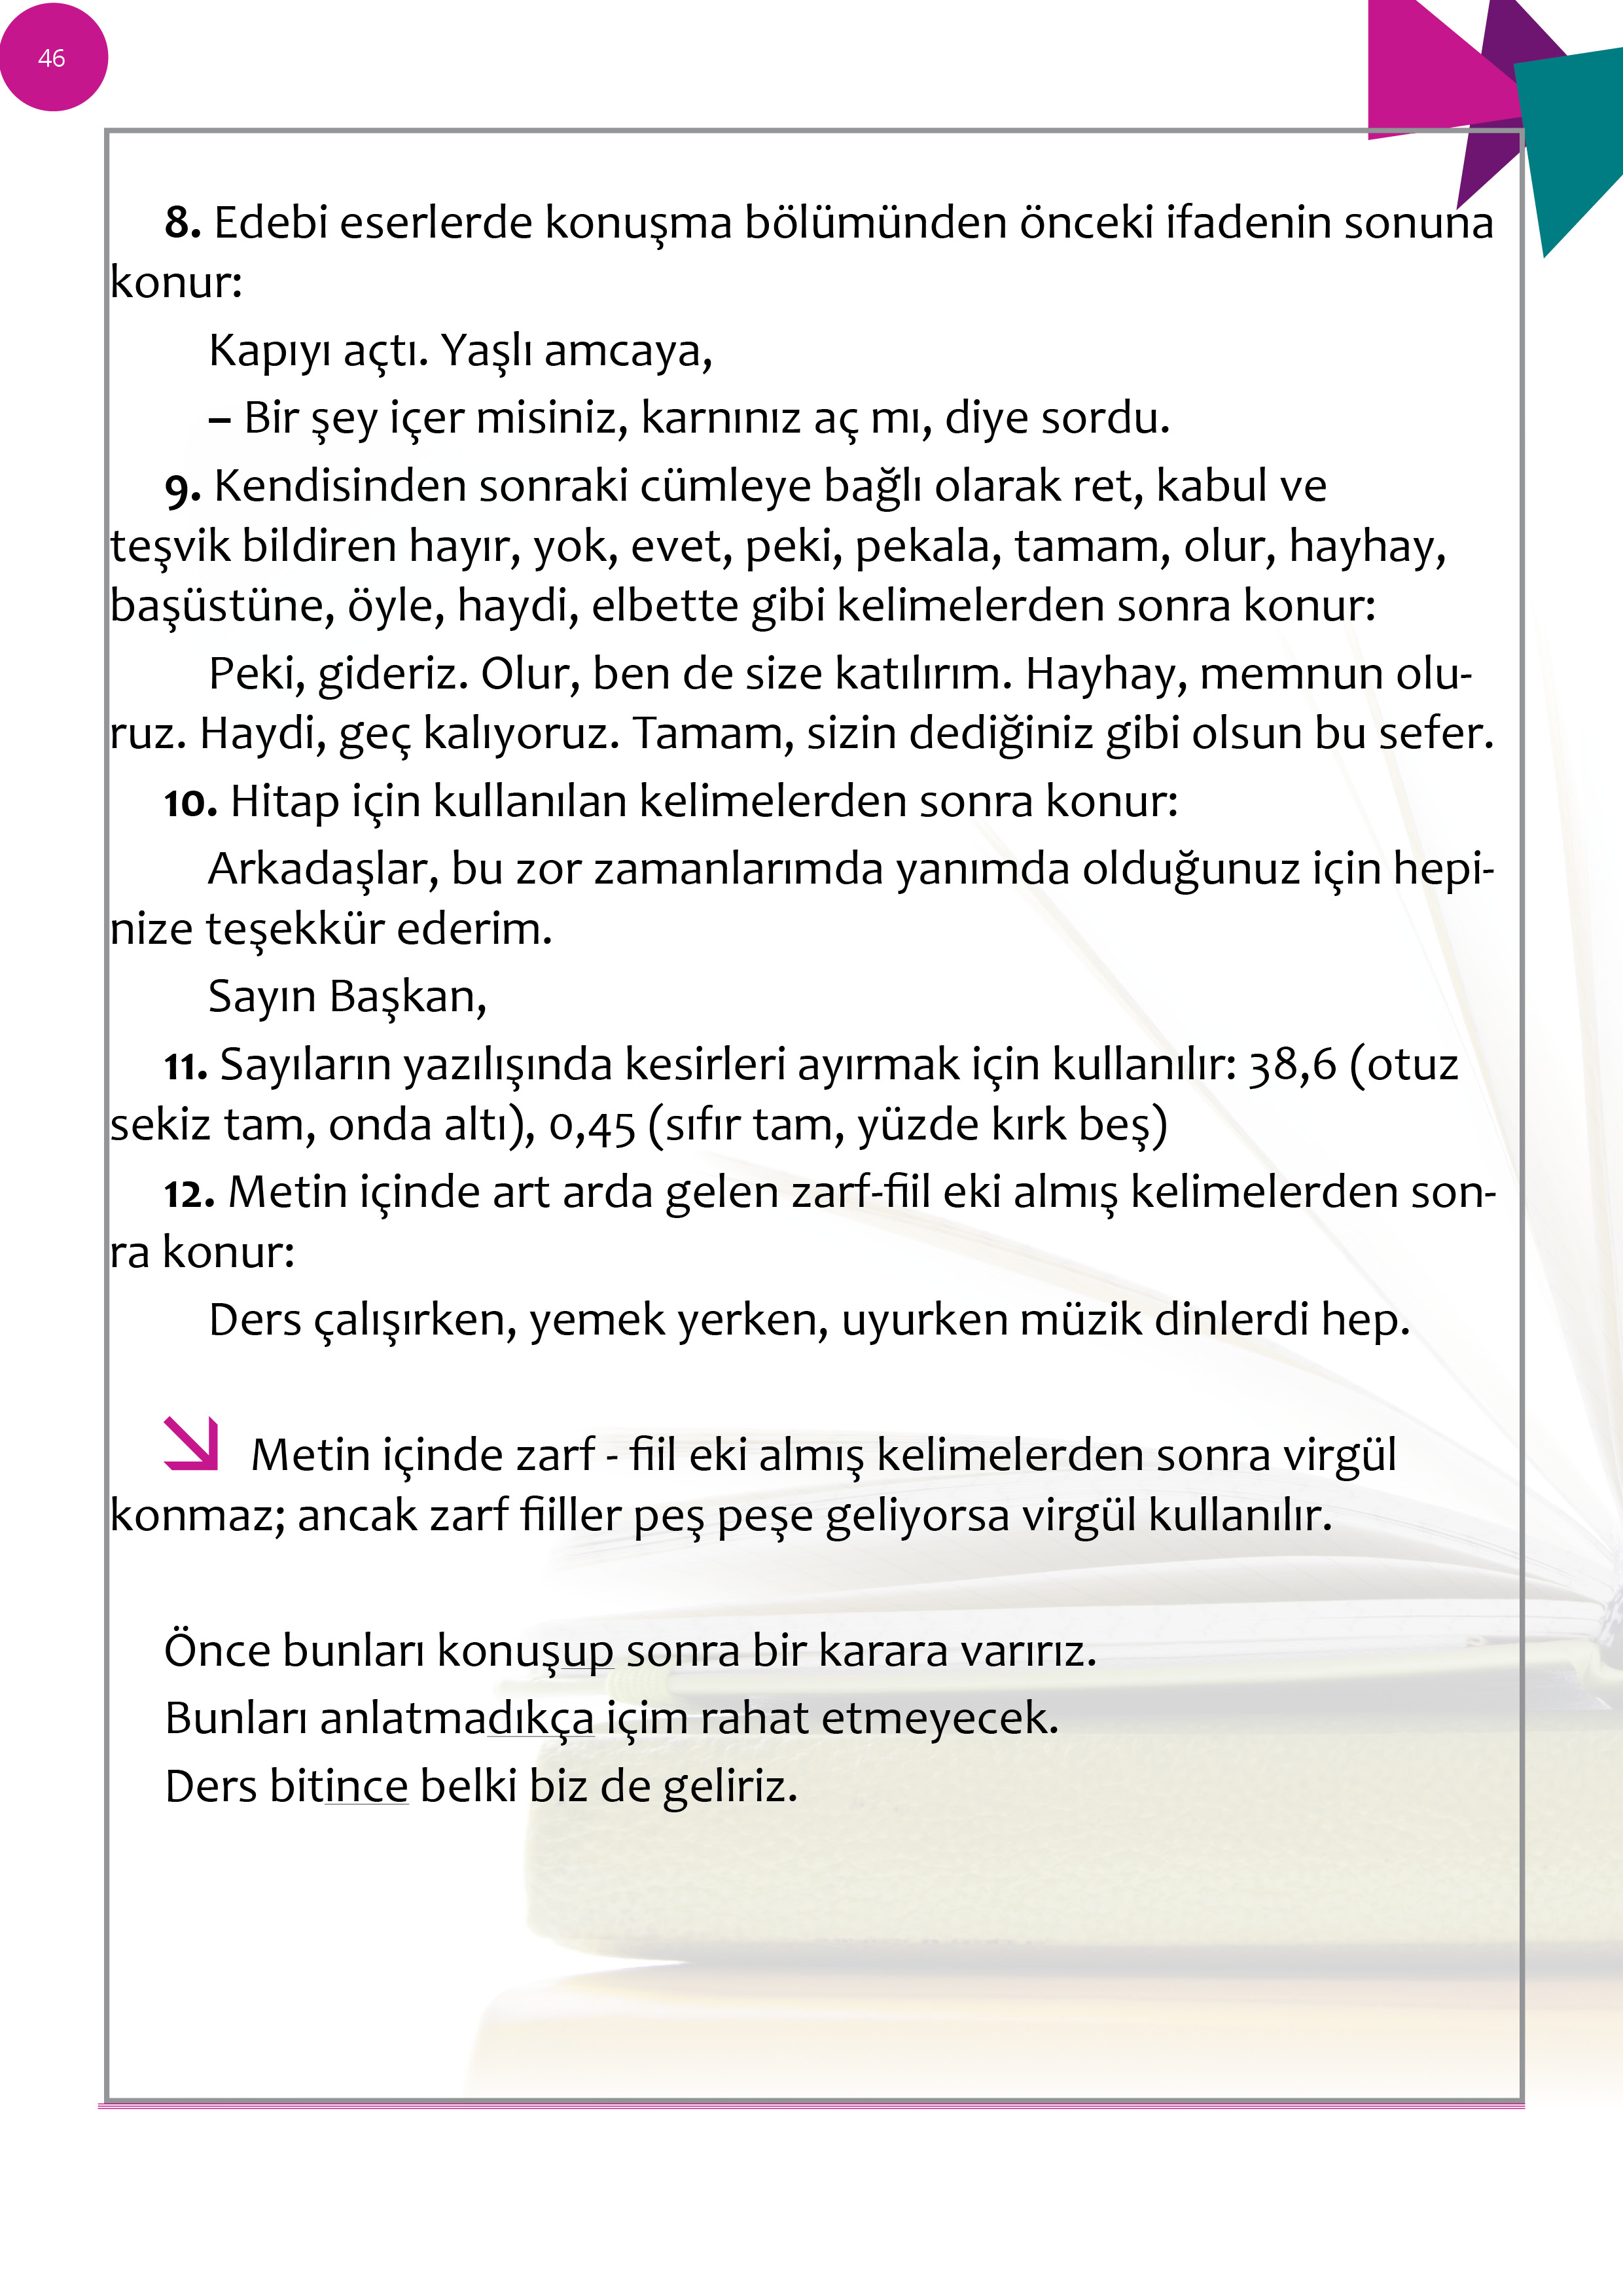 46
8. Edebi eserlerde konuşma bölümünden önceki ifadenin sonuna
konur:
Kapıyı açtı. Yaşlı amcaya,
– Bir şey içer misiniz, karnınız aç mı, diye sordu.
9. Kendisinden sonraki cümleye bağlı olarak ret, kabul ve
teşvik bildiren hayır, yok, evet, peki, pekala, tamam, olur, hayhay,
başüstüne, öyle, haydi, elbette gibi kelimelerden sonra konur:
Peki, gideriz. Olur, ben de size katılırım. Hayhay, memnun olu-
ruz. Haydi, geç kalıyoruz. Tamam, sizin dediğiniz gibi olsun bu sefer.
10. Hitap için kullanılan kelimelerden sonra konur:
Arkadaşlar, bu zor zamanlarımda yanımda olduğunuz için hepi-
nize teşekkür ederim.
Sayın Başkan,
11. Sayıların yazılışında kesirleri ayırmak için kullanılır: 38,6 (otuz
sekiz tam, onda altı), 0,45 (sıfır tam, yüzde kırk beş)
12. Metin içinde art arda gelen zarf-fiil eki almış kelimelerden son-
ra konur:
Ders çalışırken, yemek yerken, uyurken müzik dinlerdi hep.
Metin içinde zarf - fiil eki almış kelimelerden sonra virgül
konmaz; ancak zarf fiiller peş peşe geliyorsa virgül kullanılır.
Önce bunları konuşup sonra bir karara varırız.
Bunları anlatmadıkça içim rahat etmeyecek.
Ders bitince belki biz de geliriz.